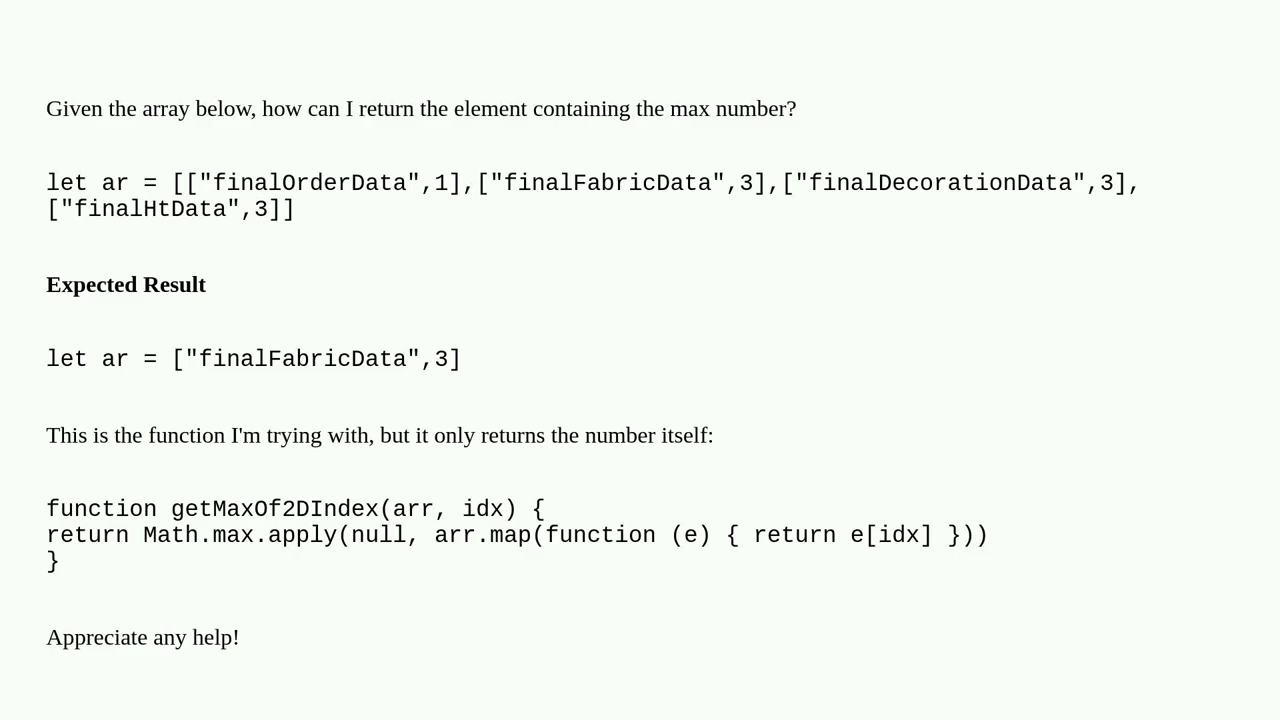 Given the array below, how can I return the element containing the max number?
let ar = [["finalOrderData",1],["finalFabricData",3],["finalDecorationData",3],
["finalHtData",3]]
Expected Result
let ar = ["finalFabricData",3]
This is the function I'm trying with, but it only returns the number itself:
function getMaxOf2DIndex(arr, idx) {
return Math.max.apply(null, arr.map(function (e) { return e[idx] }))
}
Appreciate any help!